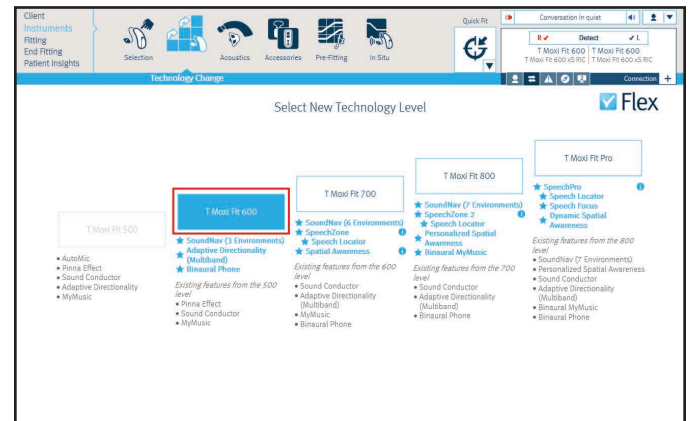 Client
Instruments
Fitting
End Fitting
Patient Insights
Selection
Acoustics
Accessories
Pre-Fitting
In Situ
Quick Fit
Conversation in quiet
R Detect L
T Moxi Fit 600 T Moxi Fit 600
T Moxi Fit 600 xS RIC T Moxi Fit 600 xS RIC
Technology Change
Connection +
Select New Technology Level
Flex
T Moxi Fit 500
• AutoMic
• Pinna Effect
• Sound Conductor
• Adaptive Directionality
• MyMusic
T Moxi Fit 600
SoundNav (3 Environments)
Adaptive Directionality
(Multiband)
Binaural Phone
Existing features from the 500
level
• Pinna Effect
• Sound Conductor
• MyMusic
T Moxi Fit 700
SoundNav (6 Environments)
SpeechZone
Speech Locator
Spatial Awareness
Existing features from the 600
level
• Sound Conductor
• Adaptive Directionality
(Multiband)
• MyMusic
• Binaural Phone
T Moxi Fit 800
SoundNav (7 Environments)
SpeechZone 2
Speech Locator
Personalized Spatial
Awareness
Binaural MyMusic
Existing features from the 700
level
• Sound Conductor
• Adaptive Directionality
(Multiband)
• Binaural Phone
T Moxi Fit Pro
SpeechPro
Speech Locator
Speech Focus
Dynamic Spatial
Awareness
Existing features from the 800
level
• SoundNav (7 Environments)
• Personalized Spatial Awareness
• Sound Conductor
• Adaptive Directionality
(Multiband)
• Binaural MyMusic
• Binaural Phone